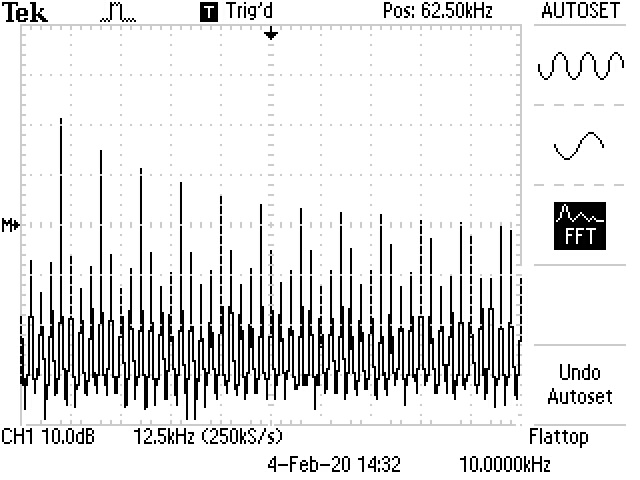 Tek T Trig'd Pos: 62.50kHz AUTOSET
M
FFT
Undo
Autoset
CH1 10.0dB 12.5kHz (250kS/s) Flattop
4-Feb-20 14:32 10.0000kHz